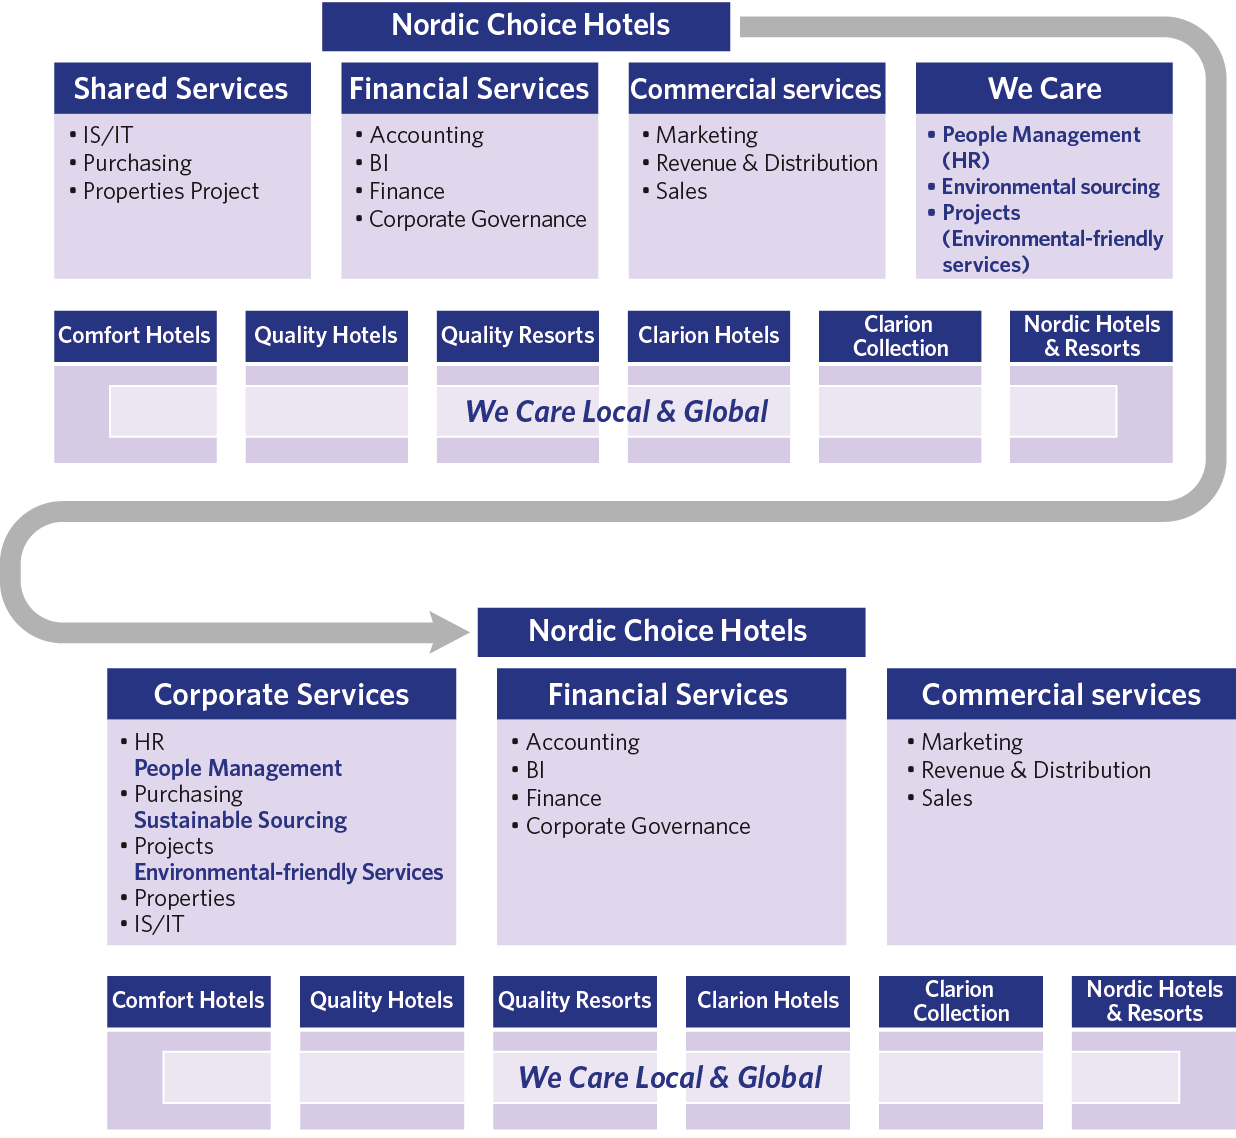 Nordic Choice Hotels
Shared Services
• IS/IT
• Purchasing
• Properties Project
Financial Services
• Accounting
• BI
• Finance
• Corporate Governance
Commercial services
• Marketing
• Revenue & Distribution
• Sales
We Care
• People Management
(HR)
• Environmental sourcing
• Projects
(Environmental-friendly
services)
Comfort Hotels
Quality Hotels
Quality Resorts
Clarion Hotels
Clarion
Collection
Nordic Hotels
& Resorts
We Care Local & Global
Nordic Choice Hotels
Corporate Services
• HR
People Management
• Purchasing
Sustainable Sourcing
• Projects
Environmental-friendly Services
• Properties
• IS/IT
Financial Services
• Accounting
• BI
• Finance
• Corporate Governance
Commercial services
• Marketing
• Revenue & Distribution
• Sales
Comfort Hotels
Quality Hotels
Quality Resorts
Clarion Hotels
Clarion
Collection
Nordic Hotels
& Resorts
We Care Local & Global